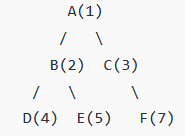 A(1)
/ \
B(2) C(3)
/ \ \
D(4) E(5) F(7)